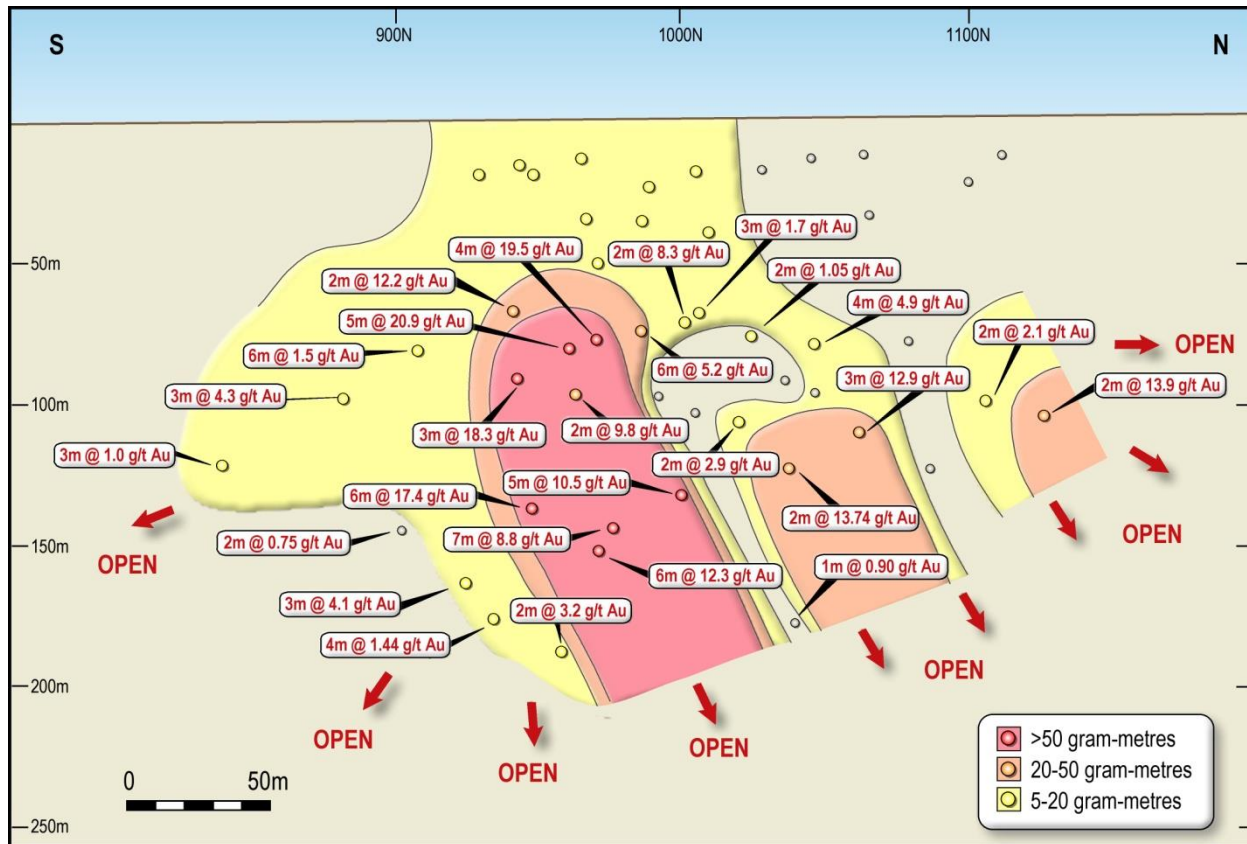 S
900N
1000N
1100N
N
-50m
-100m
-150m
-200m
-250m
3m @ 1.7 g/t Au
4m @ 19.5 g/t Au
2m @ 8.3 g/t Au
2m @ 1.05 g/t Au
2m @ 12.2 g/t Au
4m @ 4.9 g/t Au
5m @ 20.9 g/t Au
2m @ 2.1 g/t Au
OPEN
6m @ 1.5 g/t Au
6m @ 5.2 g/t Au
3m @ 12.9 g/t Au
2m @ 13.9 g/t Au
3m @ 4.3 g/t Au
3m @ 18.3 g/t Au
2m @ 9.8 g/t Au
3m @ 1.0 g/t Au
2m @ 2.9 g/t Au
5m @ 10.5 g/t Au
6m @ 17.4 g/t Au
2m @ 13.74 g/t Au
OPEN
2m @ 0.75 g/t Au
7m @ 8.8 g/t Au
OPEN
1m @ 0.90 g/t Au
6m @ 12.3 g/t Au
3m @ 4.1 g/t Au
2m @ 3.2 g/t Au
4m @ 1.44 g/t Au
OPEN
OPEN
OPEN
OPEN
0 50m
>50 gram-metres
20-50 gram-metres
5-20 gram-metres